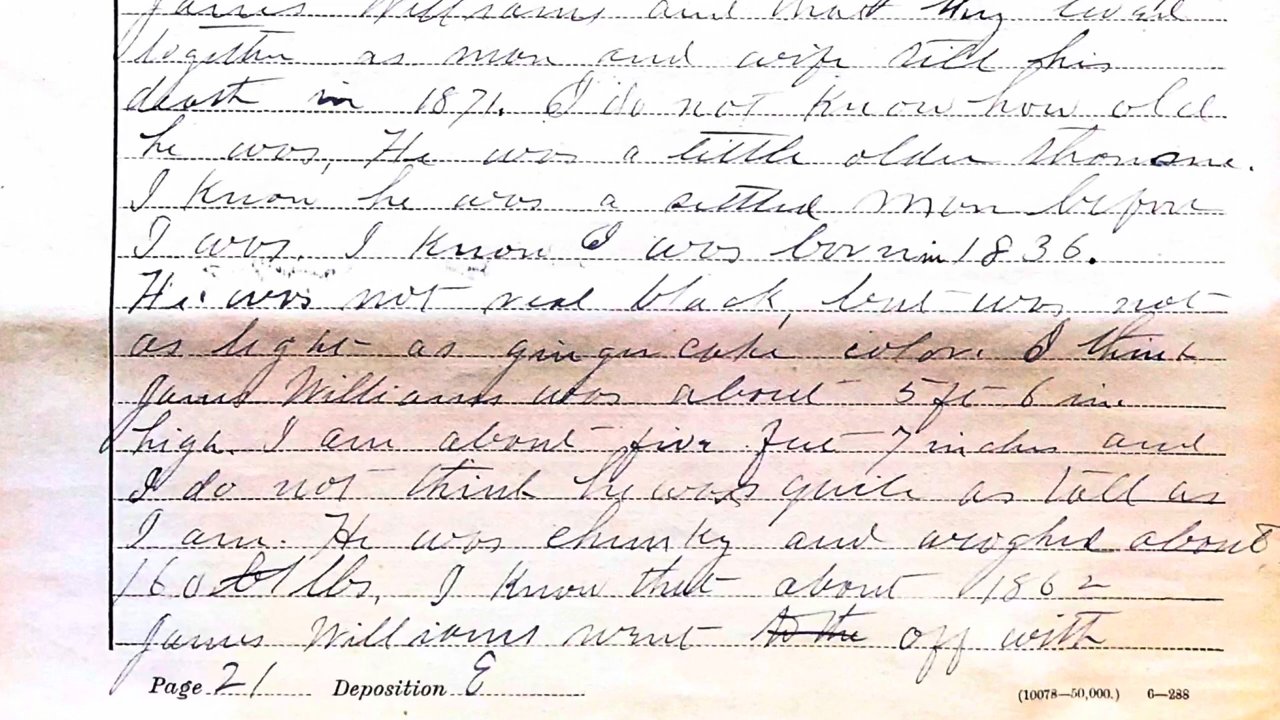 James Williams and that they lived
together as man and wife till his
death in 1871. I do not know how old
he was, He was a little older than me.
I know he was a settled man before
I was. I know I was born in 1836.
He was not real black, but was not
as light as ginger cake color. I think
James Williams was about 5 ft 6 in
high. I am about five feet 7 inches and
I do not think he was quite as tall as
I am. He was chunky and weighed about
160 lbs, I know that about 1862
James Williams went to the off with
Page 21 Deposition E
(10078—50,000.) 6—288